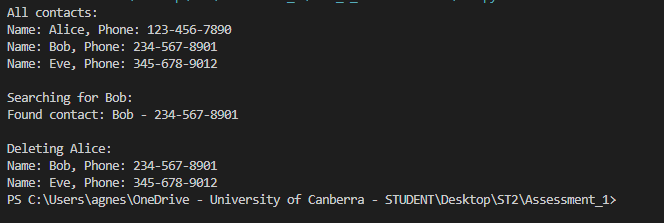 All contacts:
Name: Alice, Phone: 123-456-7890
Name: Bob, Phone: 234-567-8901
Name: Eve, Phone: 345-678-9012
Searching for Bob:
Found contact: Bob - 234-567-8901
Deleting Alice:
Name: Bob, Phone: 234-567-8901
Name: Eve, Phone: 345-678-9012
PS C:\Users\agnes\OneDrive - University of Canberra - STUDENT\Desktop\ST2\Assessment_1>